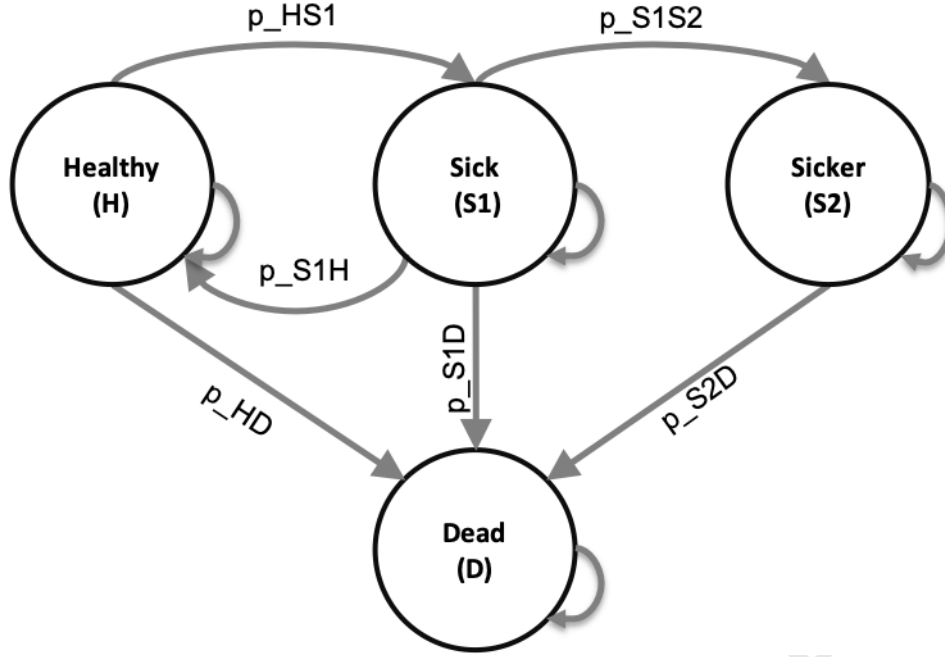 p_HS1
p_S1S2
Healthy
(H)
Sick
(S1)
Sicker
(S2)
p_S1H
p_HD
p_S1D
p_S2D
Dead
(D)